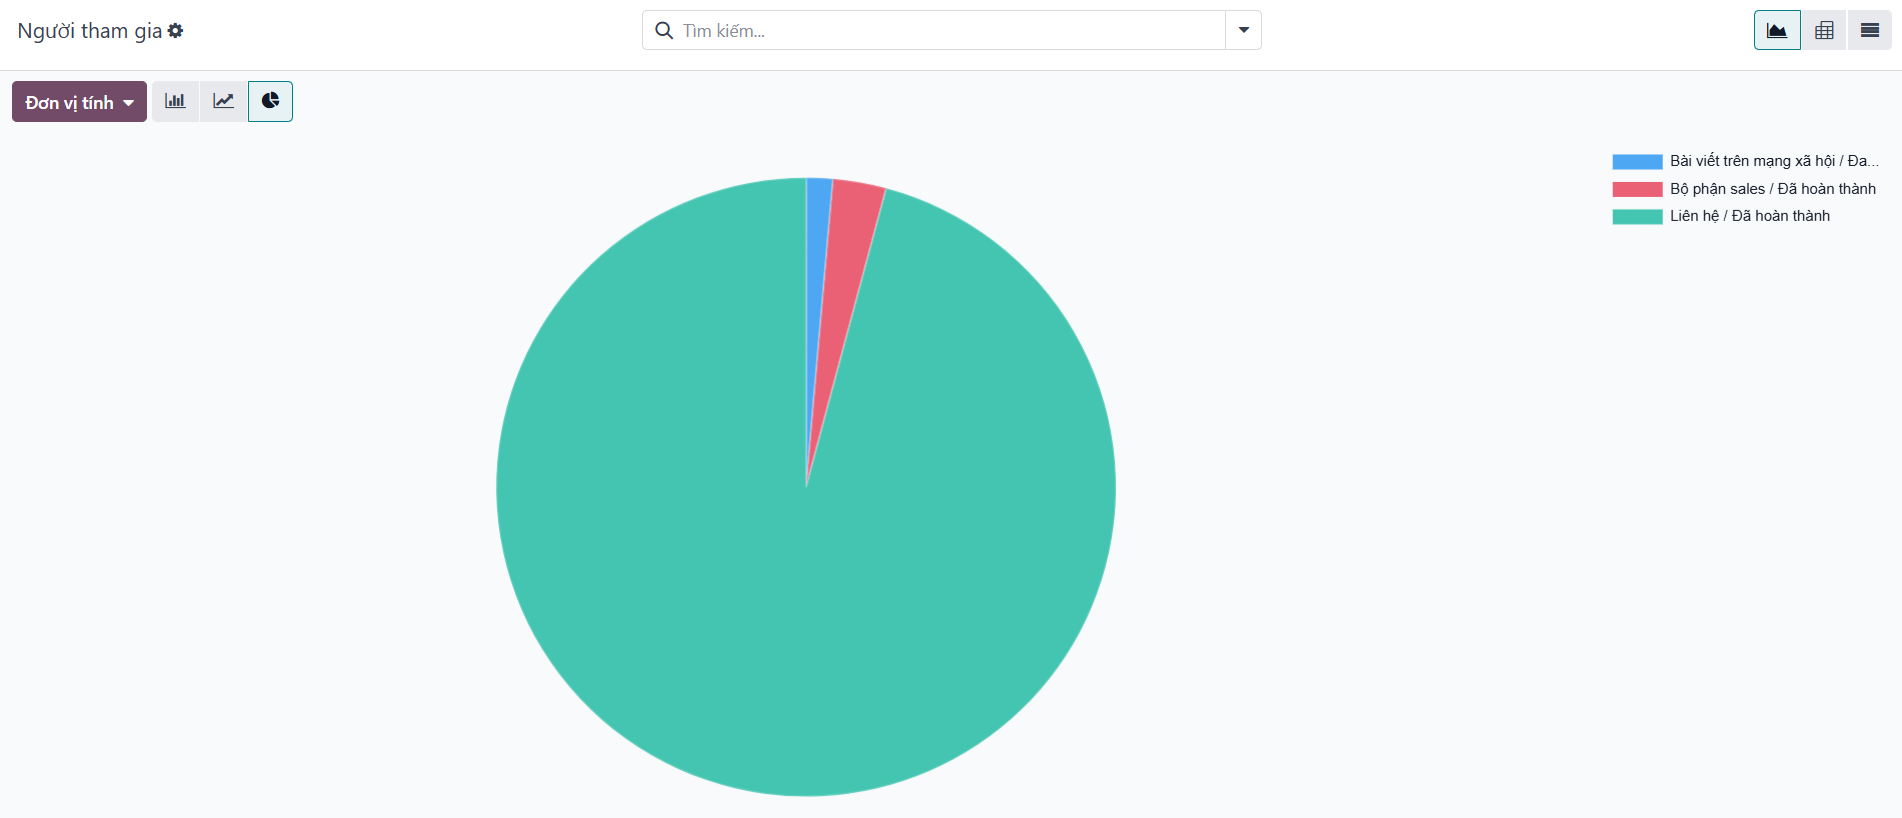 Người tham gia
Tìm kiếm...
Đơn vị tính
Bài viết trên mạng xã hội / Đa...
Bộ phận sales / Đã hoàn thành
Liên hệ / Đã hoàn thành